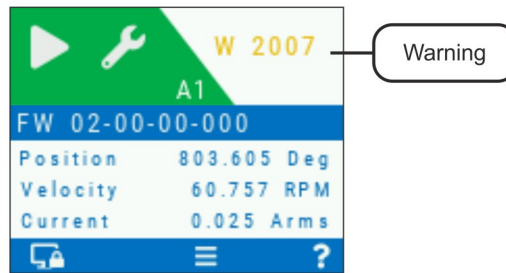 W 2007
Warning
A1
FW 02-00-00-000
Position 803.605 Deg
Velocity 60.757 RPM
Current 0.025 Arms
?